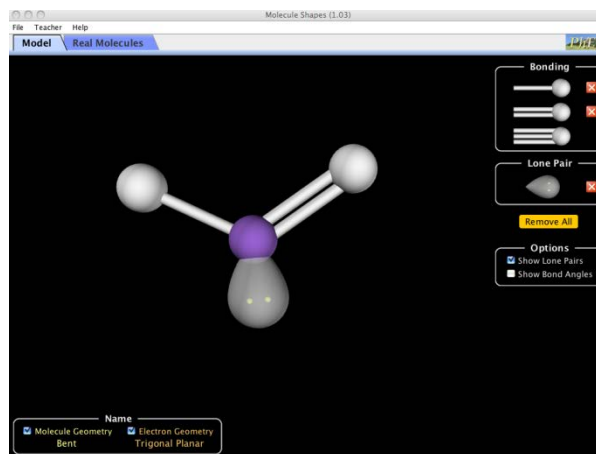 Molecule Shapes (1.03)
File Teacher Help
Model Real Molecules
PhET
Bonding
Lone Pair
Remove All
Options
Show Lone Pairs
Show Bond Angles
Name
Molecule Geometry Electron Geometry
Bent Trigonal Planar